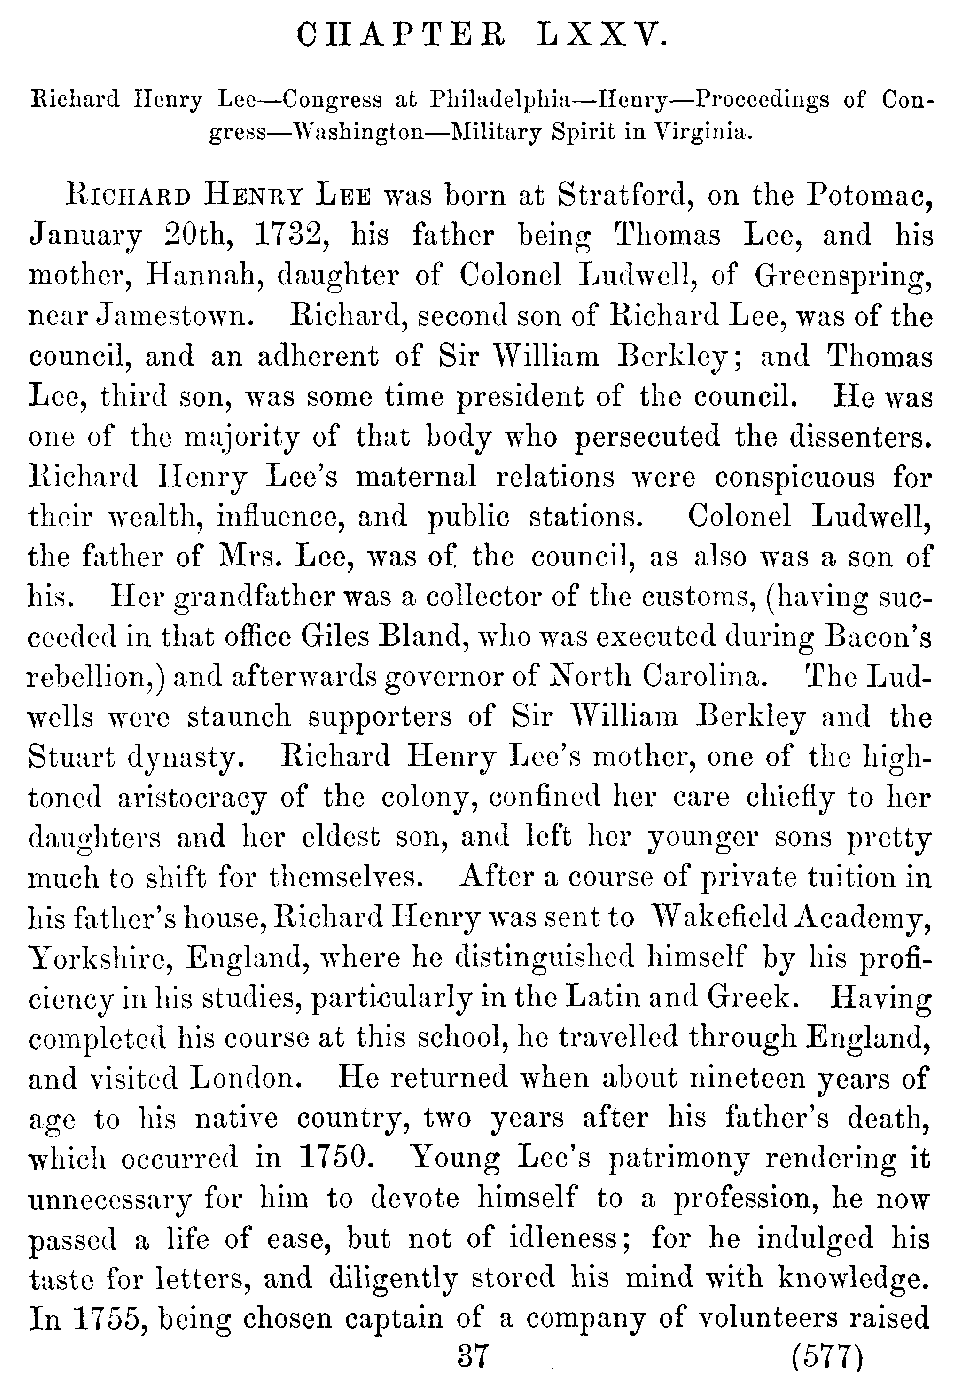 CHAPTER LXXV.
Richard Henry Lee—Congress at Philadelphia—Henry—Proceedings of Con-
gress—Washington—Military Spirit in Virginia.
RICHARD HENRY LEE was born at Stratford, on the Potomac,
January 20th, 1732, his father being Thomas Lee, and his
mother, Hannah, daughter of Colonel Ludwell, of Greenspring,
near Jamestown. Richard, second son of Richard Lee, was of the
council, and an adherent of Sir William Berkley; and Thomas
Lee, third son, was some time president of the council. He was
one of the majority of that body who persecuted the dissenters.
Richard Henry Lee's maternal relations were conspicuous for
their wealth, influence, and public stations. Colonel Ludwell,
the father of Mrs. Lee, was of the council, as also was a son of
his. Her grandfather was a collector of the customs, (having suc-
ceeded in that office Giles Bland, who was executed during Bacon's
rebellion,) and afterwards governor of North Carolina. The Lud-
wells were staunch supporters of Sir William Berkley and the
Stuart dynasty. Richard Henry Lee's mother, one of the high-
toned aristocracy of the colony, confined her care chiefly to her
daughters and her eldest son, and left her younger sons pretty
much to shift for themselves. After a course of private tuition in
his father's house, Richard Henry was sent to Wakefield Academy,
Yorkshire, England, where he distinguished himself by his profi-
ciency in his studies, particularly in the Latin and Greek. Having
completed his course at this school, he travelled through England,
and visited London. He returned when about nineteen years of
age to his native country, two years after his father's death,
which occurred in 1750. Young Lee's patrimony rendering it
unnecessary for him to devote himself to a profession, he now
passed a life of ease, but not of idleness; for he indulged his
taste for letters, and diligently stored his mind with knowledge.
In 1755, being chosen captain of a company of volunteers raised
37 (577)